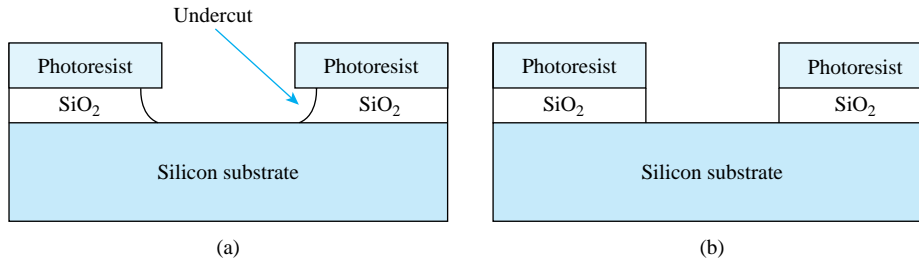 Undercut
Photoresist
Photoresist
Photoresist
Photoresist
SiO2
SiO2
SiO2
SiO2
Silicon substrate
Silicon substrate
(a)
(b)